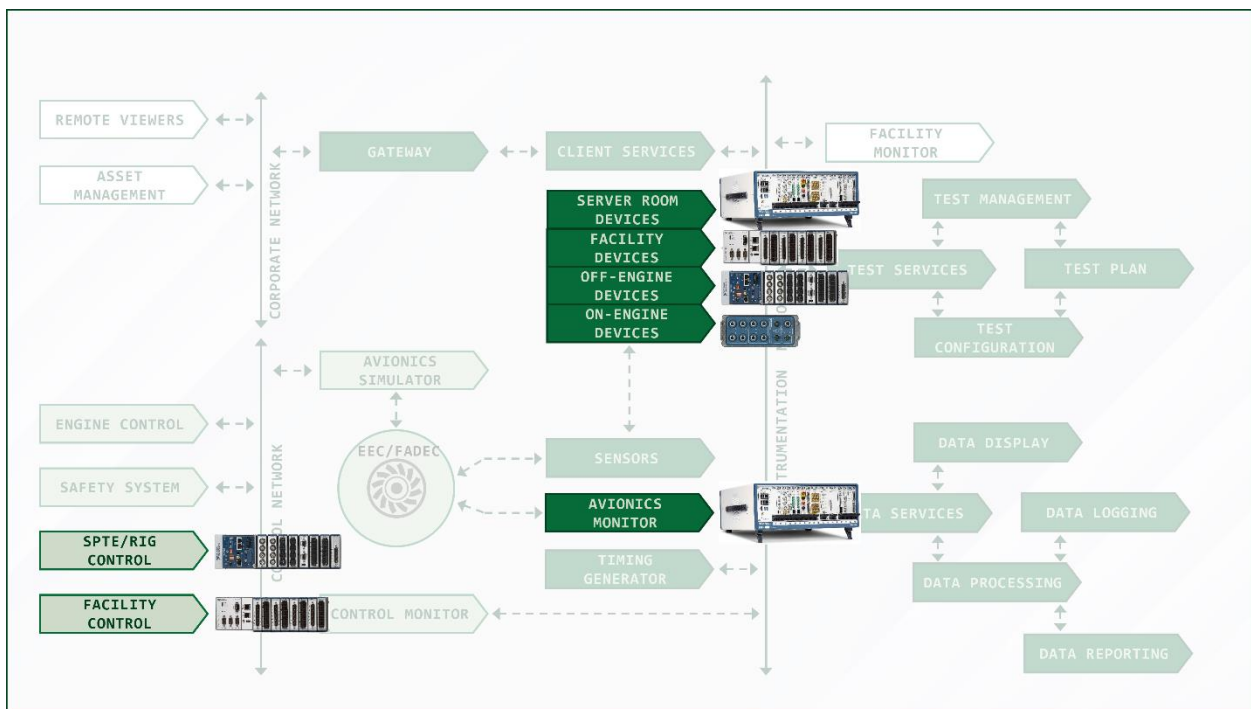 REMOTE VIEWERS
ASSET
MANAGEMENT
CORPORATE NETWORK
GATEWAY
CLIENT SERVICES
FACILITY
MONITOR
SERVER ROOM
DEVICES
FACILITY
DEVICES
OFF-ENGINE
DEVICES
ON-ENGINE
DEVICES
TEST MANAGEMENT
TEST SERVICES
TEST PLAN
TEST
CONFIGURATION
AVIONICS
SIMULATOR
ENGINE CONTROL
SAFETY SYSTEM
SPTE/RIG
CONTROL
FACILITY
CONTROL
NETWORK
EEC/FADEC
CONTROL MONITOR
SENSORS
AVIONICS
MONITOR
TIMING
GENERATOR
DATA DISPLAY
SERVICES
DATA LOGGING
DATA PROCESSING
DATA REPORTING